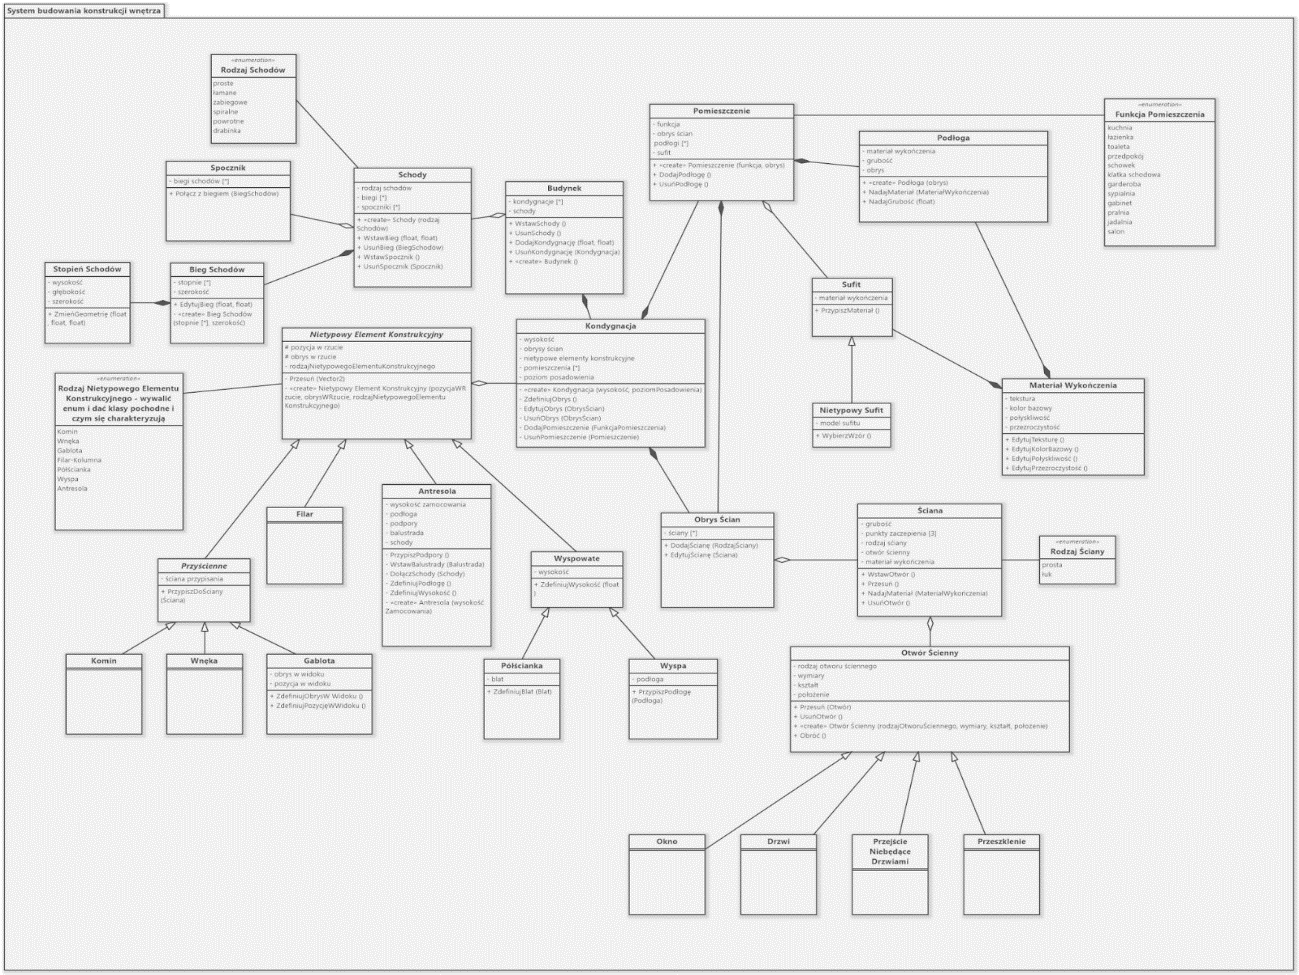 System budowania konstrukcji wnętrza
«enumeration»
Rodzaj Schodów
proste
łamane
zabiegowe
spiralne
powrotne
drabinka
Spocznik
- biegi schodów [*]
+ Połącz z biegiem (BiegSchodów)
Schody
- rodzaj schodów
- biegi [*]
- spoczniki [*]
+ «create» Schody (rodzaj
Schodów)
+ WstawBieg (float, float)
+ UsuńBieg (BiegSchodów)
+ WstawSpocznik ()
+ UsuńSpocznik (Spocznik)
Budynek
- kondygnacje [*]
- schody
+ WstawSchody ()
+ UsunSchody ()
+ DodajKondygnację (float, float)
+ UsuńKondygnację (Kondygnacja)
+ «create» Budynek ()
Pomieszczenie
- funkcja
- obrys ścian
podłogi [*]
- sufit
+ «create» Pomieszczenie (funkcja, obrys)
+ DodajPodłogę ()
+ UsuńPodłogę ()
Podłoga
- materiał wykończenia
- grubość
- obrys
+ «create» Podłoga (obrys)
+ NadajMateriał (MateriałWykończenia)
+ NadajGrubość (float)
«enumeration»
Funkcja Pomieszczenia
kuchnia
łazienka
toaleta
przedpokój
schowek
klatka schodowa
garderoba
sypialnia
gabinet
pralnia
jadalnia
salon
Stopień Schodów
- wysokość
- głębokość
- szerokość
+ ZmieńGeometrię (float
, float, float)
Bieg Schodów
- stopnie [*]
- szerokość
+ EdytujBieg (float, float)
- «create» Bieg Schodów
(stopnie [*], szerokość)
Nietypowy Element Konstrukcyjny
# pozycja w rzucie
# obrys w rzucie
- rodzajNietypowegoElementuKonstrukcyjnego
- Przesuń (Vector2)
- «create» Nietypowy Element Konstrukcyjny (pozycjaWR
zucie, obrysWRzucie, rodzajNietypowegoElementu
Konstrukcyjnego)
Kondygnacja
- wysokość
- obrysy ścian
- nietypowe elementy konstrukcyjne
- pomieszczenia [*]
- poziom posadowienia
- «create» Kondygnacja (wysokość, poziomPosadowienia)
- ZdefiniujObrys ()
- EdytujObrys (ObrysŚcian)
- UsuńObrys (ObrysŚcian)
- DodajPomieszczenie (FunkcjaPomieszczenia)
- UsuńPomieszczenie (Pomieszczenie)
Sufit
- materiał wykończenia
+ PrzypiszMateriał ()
Nietypowy Sufit
- model sufitu
+ WybierzWzór ()
Materiał Wykończenia
- tekstura
- kolor bazowy
- połyskliwość
- przezroczystość
+ EdytujTeksturę ()
+ EdytujKolorBazowy ()
+ EdytujPołyskliwość ()
+ EdytujPrzezroczystość ()
«enumeration»
Rodzaj Nietypowego Elementu
Konstrukcyjnego - wywalić
enum i dać klasy pochodne i
czym się charakteryzują
Komin
Wnęka
Gablota
Filar-Kolumna
Półścianka
Wyspa
Antresola
Filar
Antresola
- wysokość zamocowania
- podłoga
- podpory
- balustrada
- schody
- PrzypiszPodpory ()
- WstawBalustrady (Balustrada)
- DołączSchody (Schody)
- ZdefiniujPodłogę ()
- ZdefiniujWysokość ()
- «create» Antresola (wysokość
Zamocowania)
Obrys Ścian
- ściany [*]
+ DodajŚcianę (RodzajŚciany)
+ EdytujŚcianę (Ściana)
Ściana
- grubość
- punkty zaczepienia [3]
- rodzaj ściany
- otwór ścienny
- materiał wykończenia
+ WstawOtwór ()
+ Przesuń ()
+ NadajMateriał (MateriałWykończenia)
+ UsuńOtwór ()
«enumeration»
Rodzaj Ściany
prosta
łuk
Przyścienne
- ściana przypisania
+ PrzypiszDoŚciany
(Ściana)
Wyspowate
- wysokość
+ ZdefiniujWysokość (float
)
Komin
Wnęka
Gablota
- obrys w widoku
- pozycja w widoku
+ ZdefiniujObrysW Widoku ()
+ ZdefiniujPozycjęWWidoku ()
Półścianka
- blat
+ ZdefiniujBlat (Blat)
Wyspa
- podłoga
+ PrzypiszPodłogę
(Podłoga)
Otwór Ścienny
- rodzaj otworu ściennego
- wymiary
- kształt
- położenie
+ Przesuń (Otwór)
+ UsuńOtwór ()
+ «create» Otwór Ścienny (rodzajOtworuŚciennego, wymiary, kształt, położenie)
+ Obróć ()
Okno
Drzwi
Przejście
Niebędące
Drzwiami
Przeszklenie